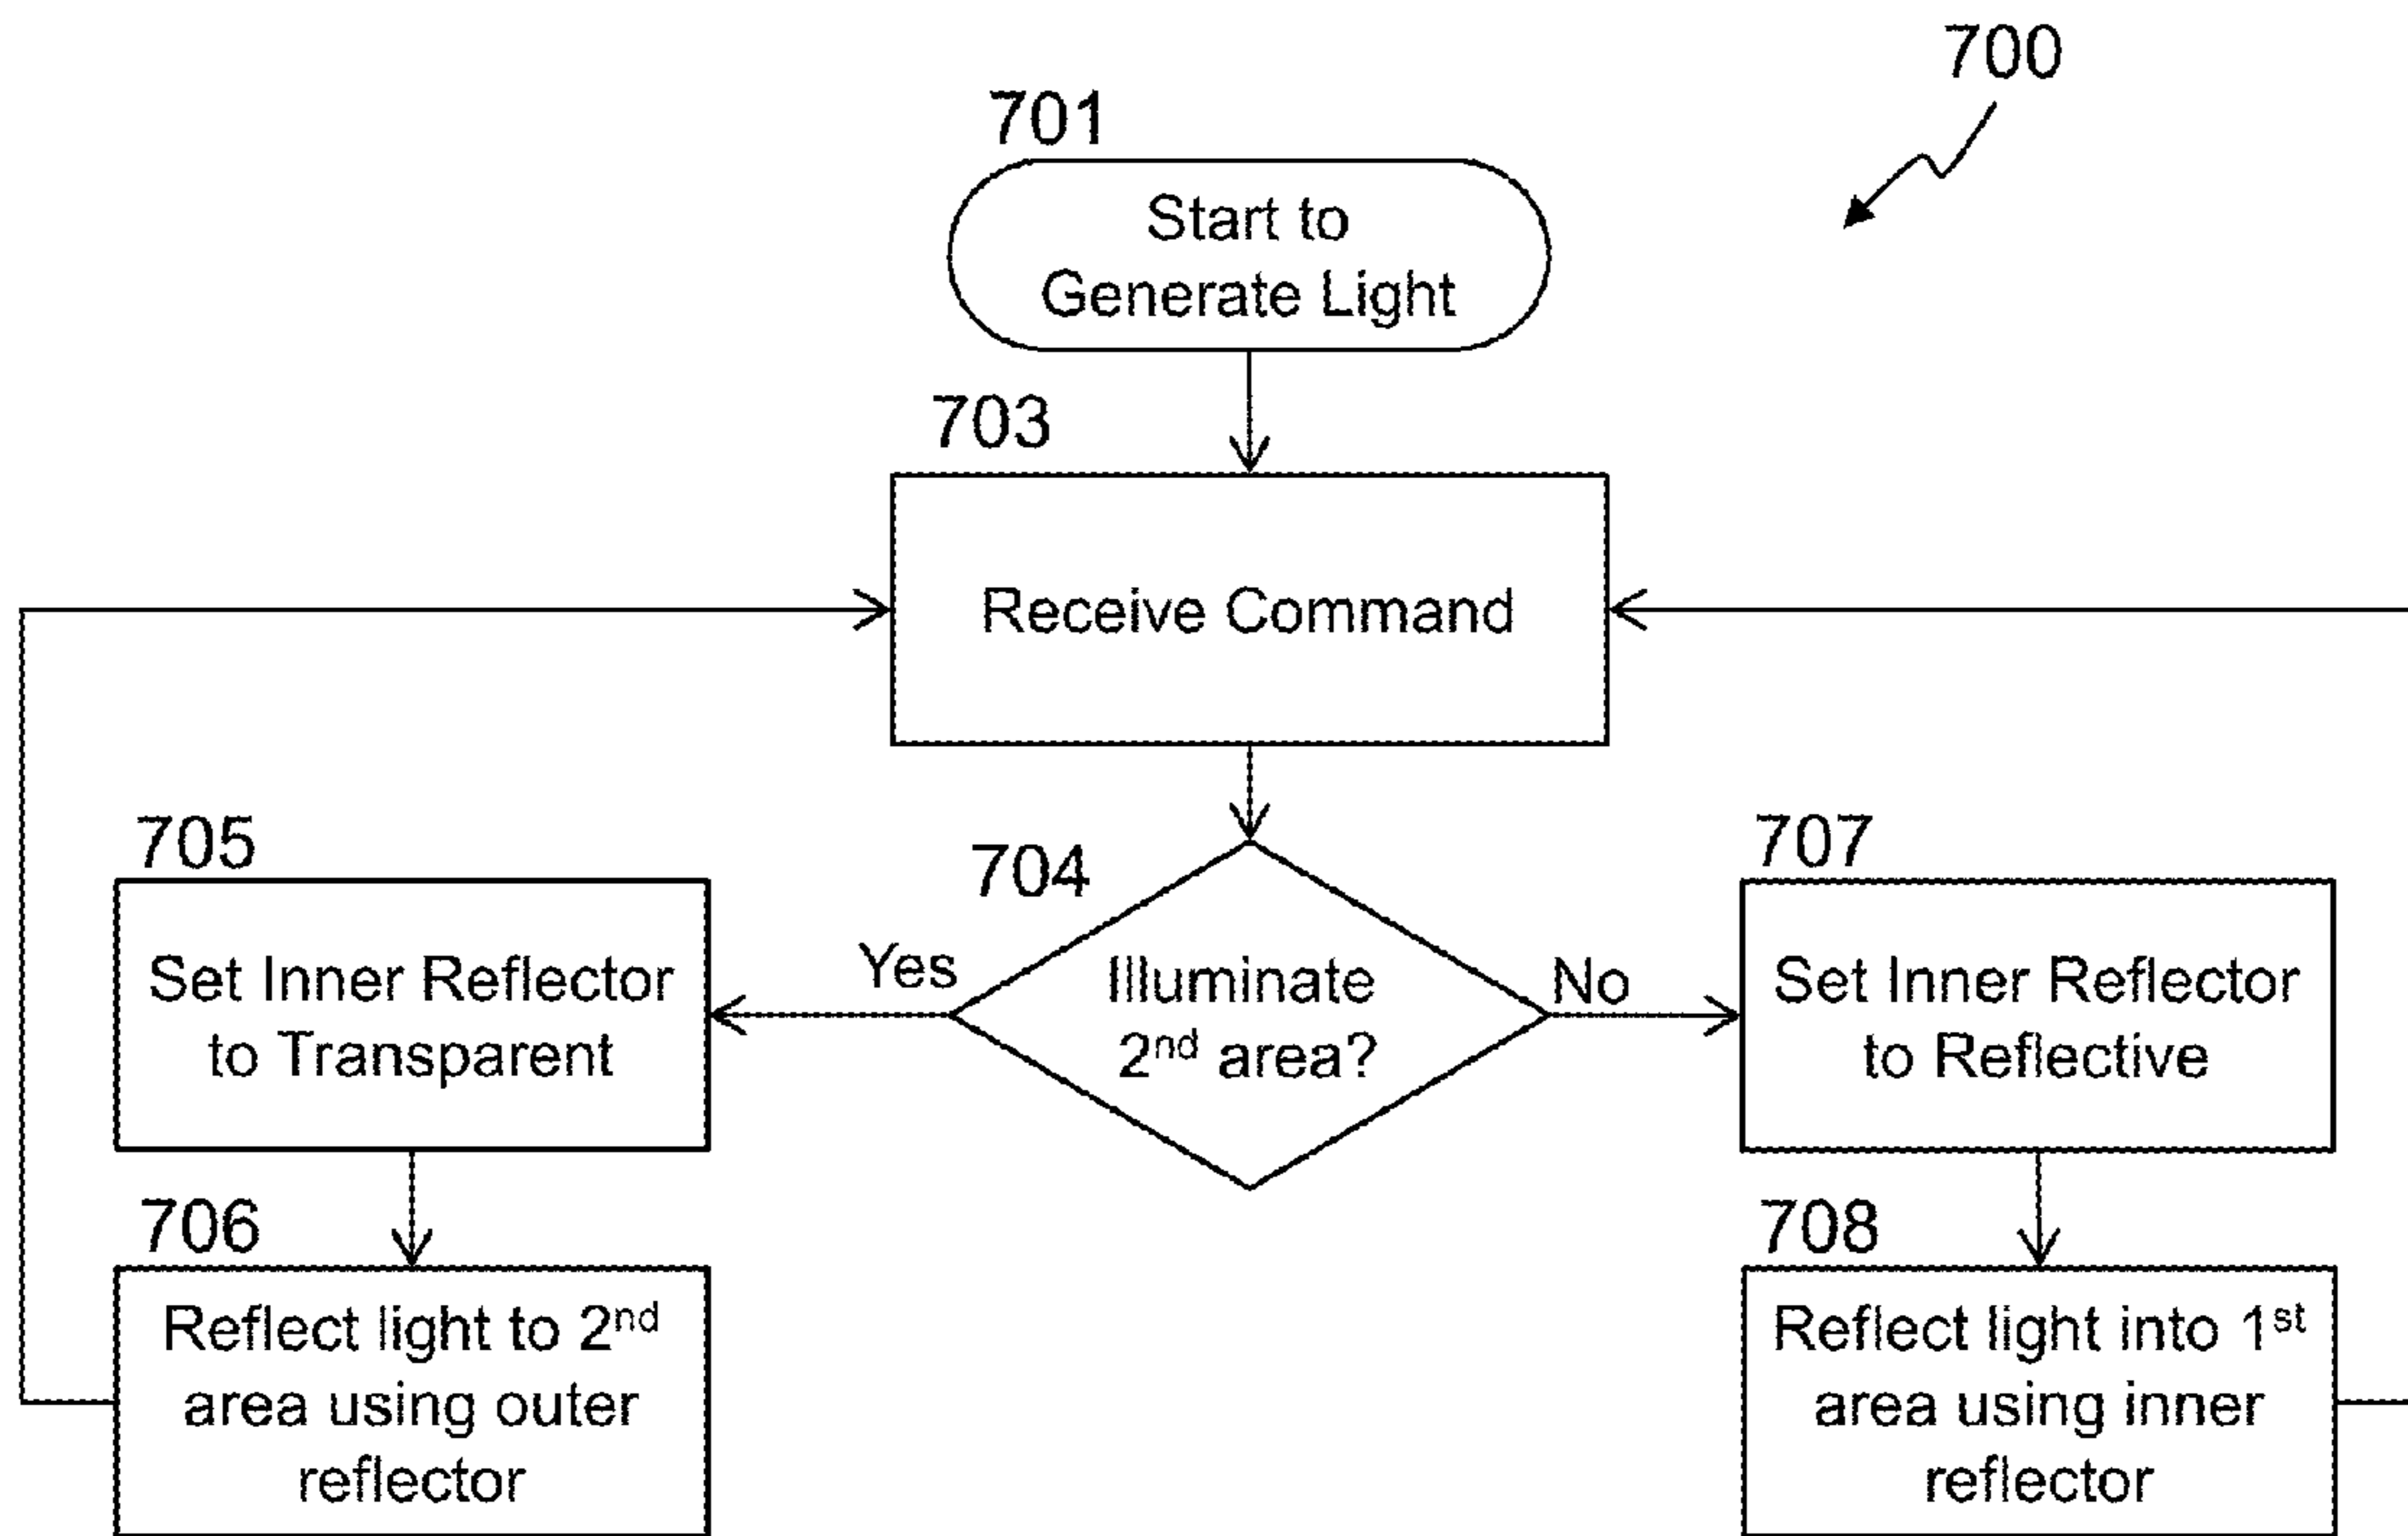 700
701
Start to
Generate Light
703
Receive Command
704
Illuminate
2nd area?
Yes
No
705
Set Inner Reflector
to Transparent
706
Reflect light to 2nd
area using outer
reflector
707
Set Inner Reflector
to Reflective
708
Reflect light into 1st
area using inner
reflector